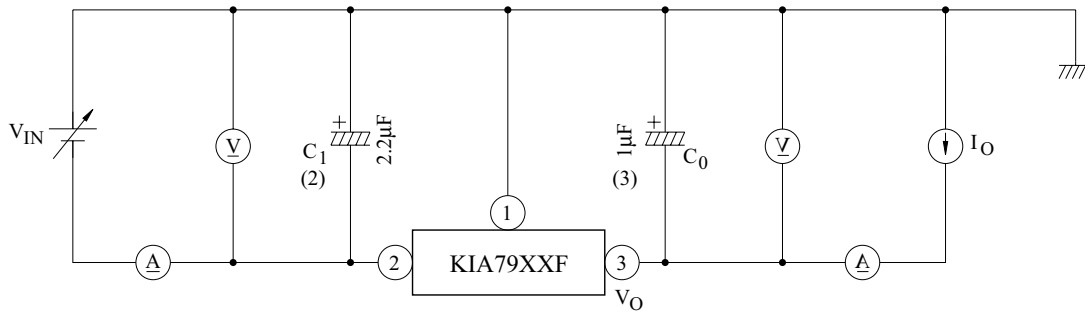 V_IN
V
C_1
(2)
2.2μF
+
1
2
KIA79XXF
3
V_O
+
1μF
(3)
C_0
V
I_O
A
A